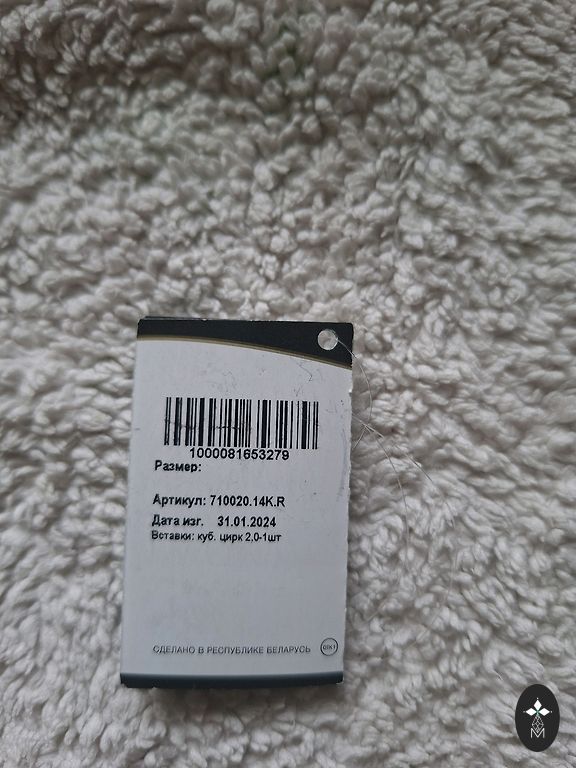 1000081653279
Размер:
Артикул: 710020.14K.R
Дата изг. 31.01.2024
Вставки: куб. цирк 2,0-1шт
СДЕЛАНО В РЕСПУБЛИКЕ БЕЛАРУСЬ
M